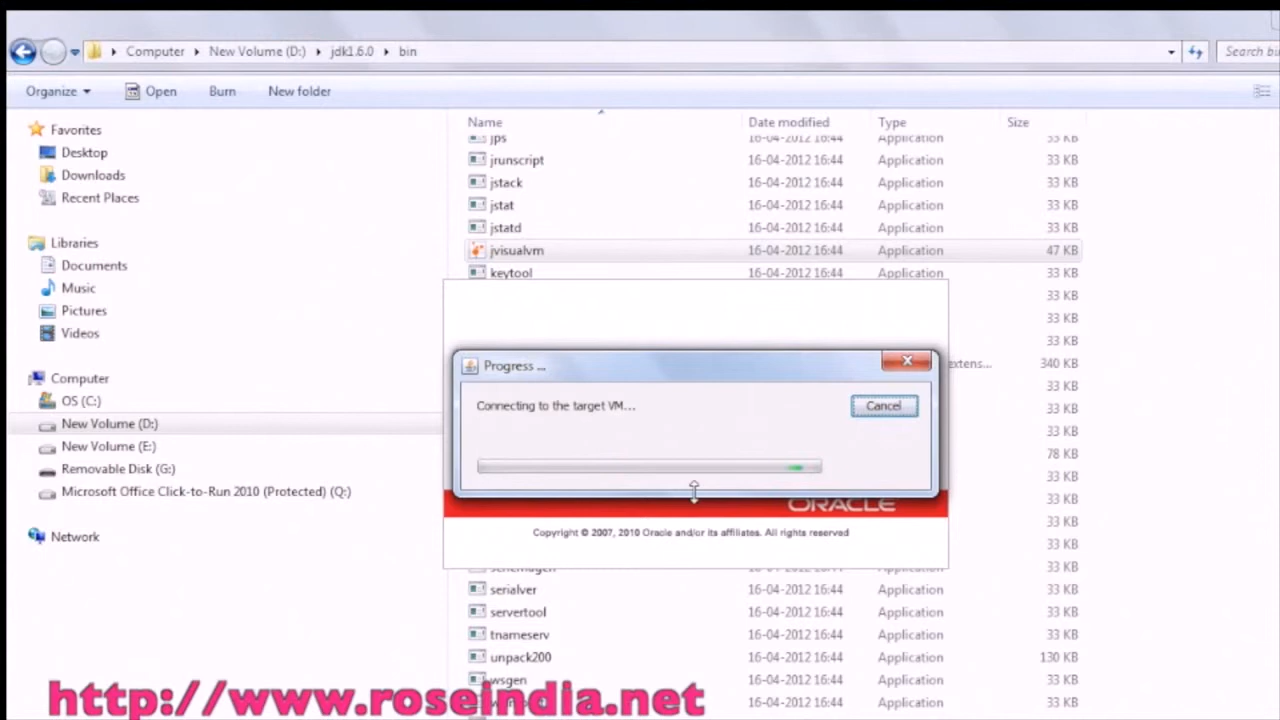 Computer New Volume (D:) jdk1.6.0 bin
Search bu
Organize Open Burn New folder
Favorites
Desktop
Downloads
Recent Places
Libraries
Documents
Music
Pictures
Videos
Computer
OS (C:)
New Volume (D:)
New Volume (E:)
Removable Disk (G:)
Microsoft Office Click-to-Run 2010 (Protected) (Q:)
Network
Name Date modified Type Size
jps 16-04-2012 16:44 Application 33 KB
jrunscript 16-04-2012 16:44 Application 33 KB
jstack 16-04-2012 16:44 Application 33 KB
jstat 16-04-2012 16:44 Application 33 KB
jstatd 16-04-2012 16:44 Application 33 KB
jvisualvm 16-04-2012 16:44 Application 47 KB
keytool 16-04-2012 16:44 Application 33 KB
33 KB
33 KB
33 KB
extens... 340 KB
33 KB
33 KB
33 KB
78 KB
33 KB
33 KB
33 KB
33 KB
Progress ...
Connecting to the target VM...
Cancel
ORACLE
Copyright © 2007, 2010 Oracle and/or its affiliates. All rights reserved
16-04-2012 16:44 Application 33 KB
serialver 16-04-2012 16:44 Application 33 KB
servertool 16-04-2012 16:44 Application 33 KB
tnameserv 16-04-2012 16:44 Application 33 KB
unpack200 16-04-2012 16:44 Application 130 KB
wsgen 16-04-2012 16:44 Application 33 KB
16-04-2012 16:44 Application 33 KB
http://www.roseindia.net